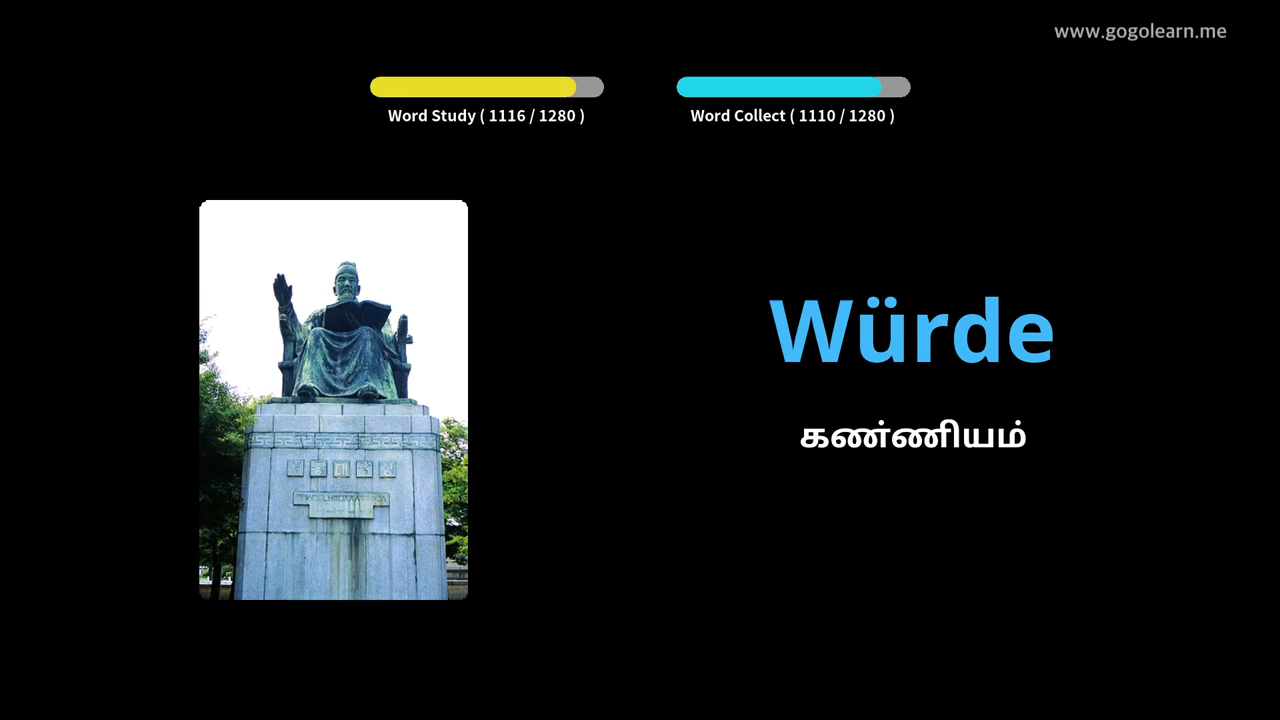 www.gogolearn.me
Word Study ( 1116 / 1280 )
Word Collect ( 1110 / 1280 )
Würde
கண்ணியம்